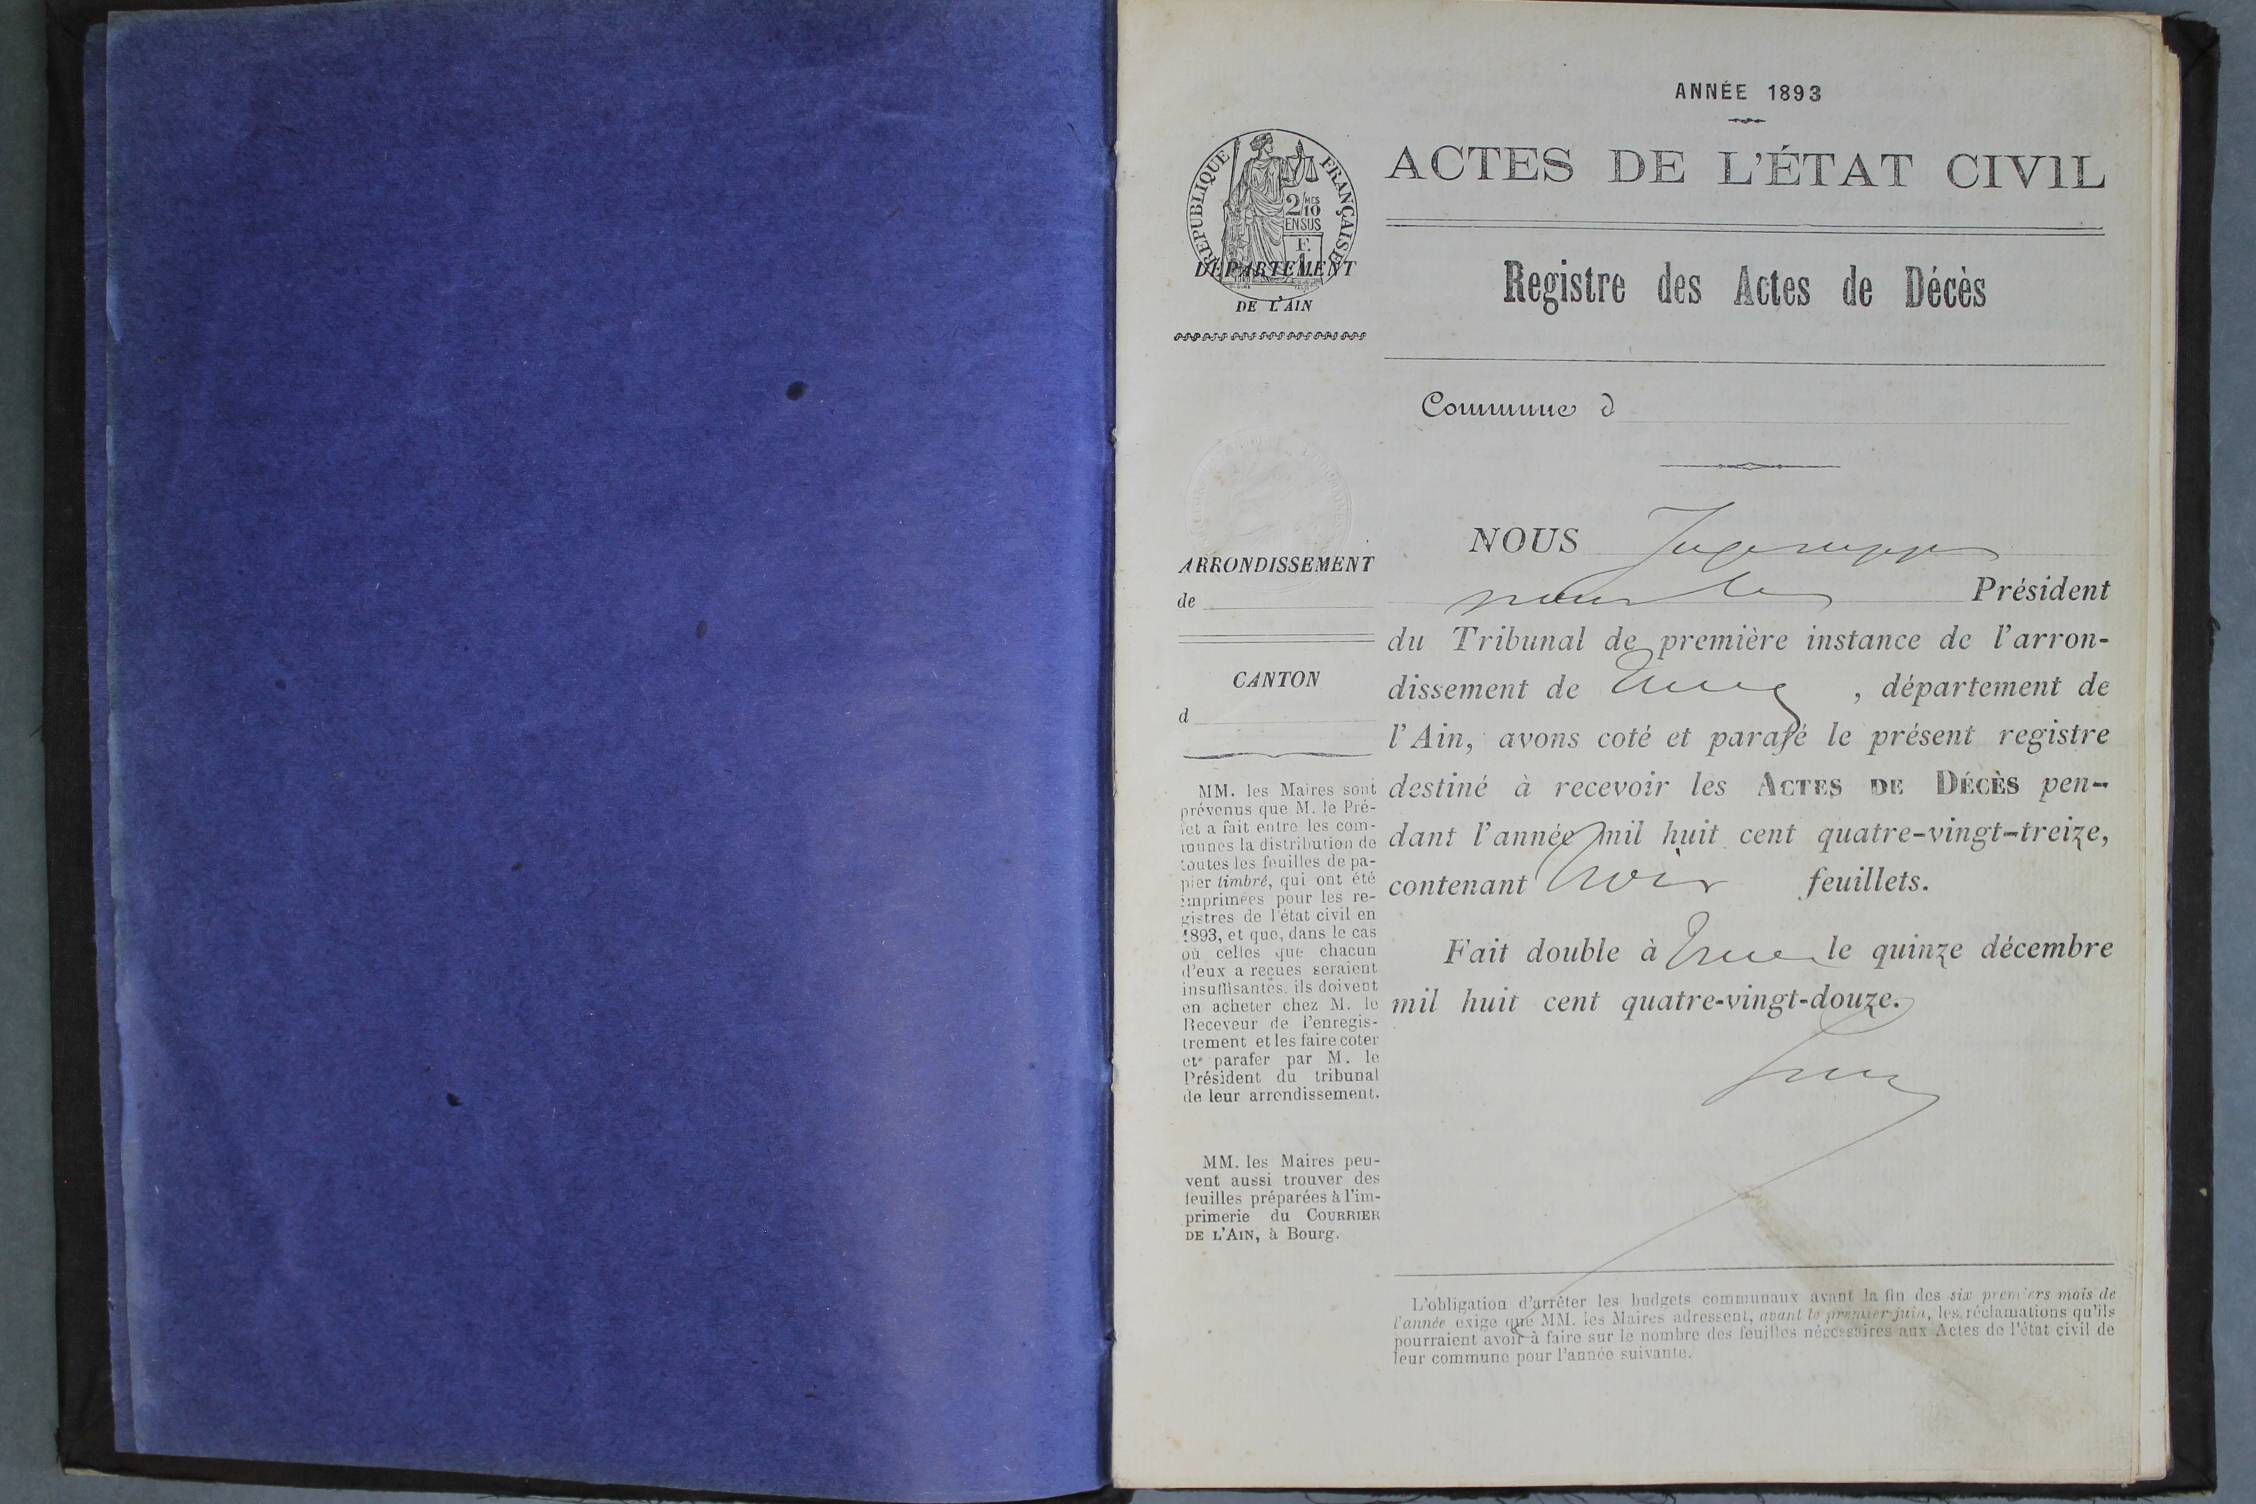 ANNÉE 1893
ACTES DE L'ÉTAT CIVIL
RÉPUBLIQUE FRANÇAISE
2/10 MES
EN SUS
F.
1
DÉPARTEMENT
DE L'AIN
Registre des Actes de Décès
Commune d
ARRONDISSEMENT
de
CANTON
d
MM. les Maires sont
prévenus que M. le Pré-
fet a fait entre les com-
munes la distribution de
toutes les feuilles de pa-
pier timbré, qui ont été
imprimées pour les re-
gistres de l'état civil en
1893, et que, dans le cas
où celles que chacun
d'eux a reçues seraient
insuffisantes, ils doivent
en acheter chez M. le
Receveur de l'enregis-
trement et les faire coter
et parafer par M. le
Président du tribunal
de leur arrondissement.
MM. les Maires peu-
vent aussi trouver des
feuilles préparées à l'im-
primerie du COURRIER
DE L'AIN, à Bourg.
NOUS
pour le Président
du Tribunal de première instance de l'arron-
dissement de , département de
l'Ain, avons coté et parafé le présent registre
destiné à recevoir les ACTES DE DÉCÈS pen-
dant l'année mil huit cent quatre-vingt-treize,
contenant trois feuillets.
Fait double à le quinze décembre
mil huit cent quatre-vingt-douze.
L'obligation d'arrêter les budgets communaux avant la fin des six premiers mois de
l'année exige que MM. les Maires adressent, avant le premier juin, les réclamations qu'ils
pourraient avoir à faire sur le nombre des feuilles nécessaires aux Actes de l'état civil de
leur commune pour l'année suivante.